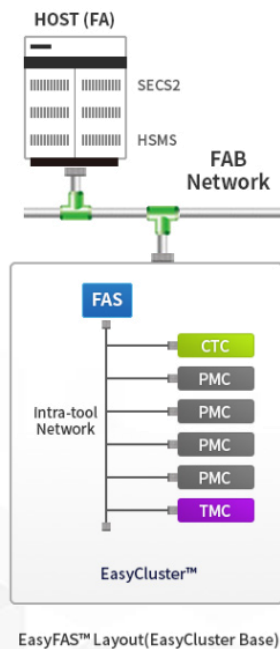 HOST (FA)
SECS2
HSMS
FAB
Network
FAS
CTC
PMC
PMC
Intra-tool
Network
PMC
PMC
TMC
EasyCluster™
EasyFAS™ Layout(EasyCluster Base)